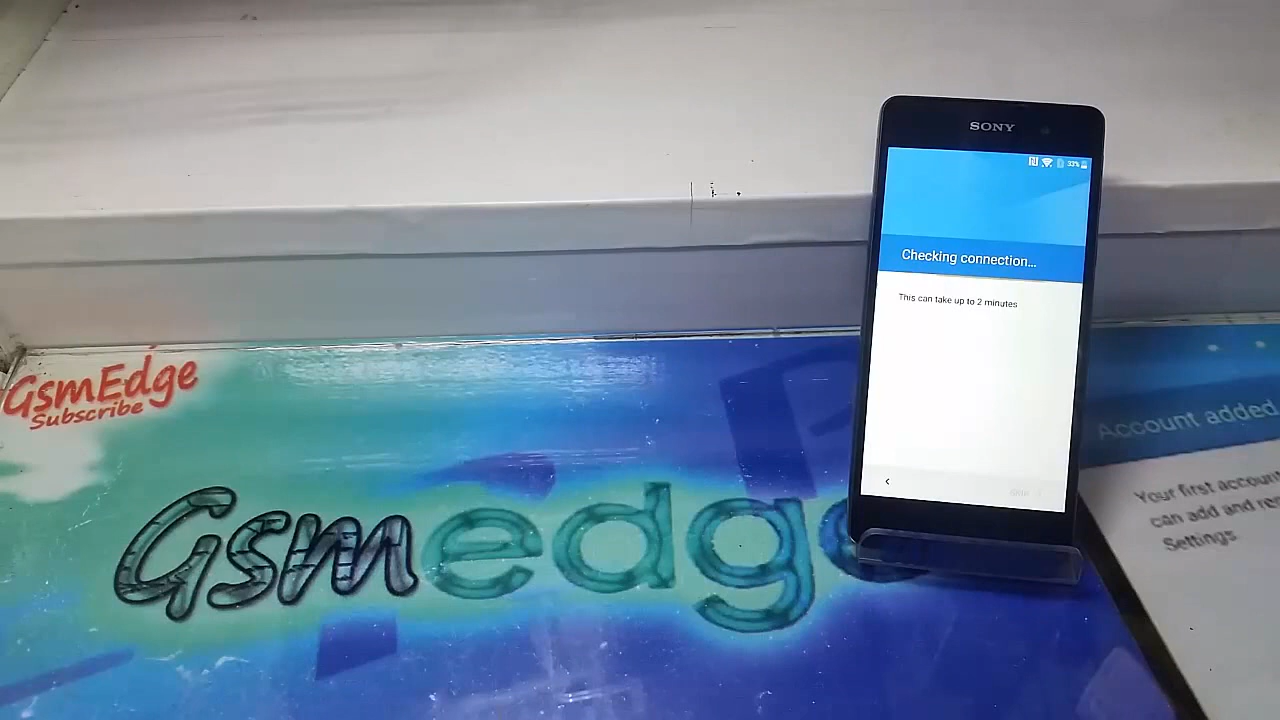 SONY
33%
Checking connection...
This can take up to 2 minutes
GsmEdge
Subscribe
Gsmedge
Account added
Your first account
can add and
Settings